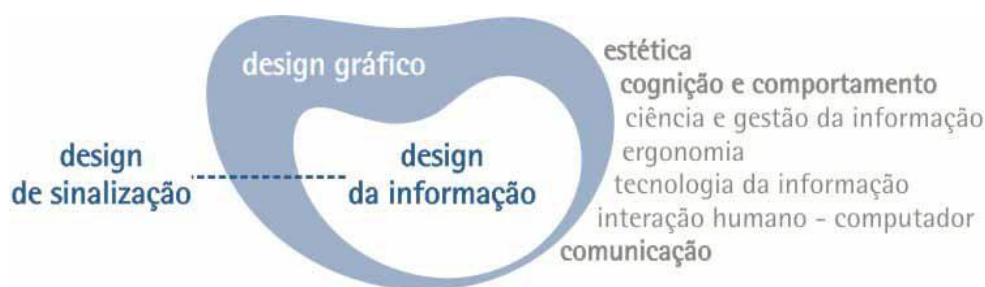 design gráfico
design
de sinalização
design
da informação
estética
cognição e comportamento
ciência e gestão da informação
ergonomia
tecnologia da informação
interação humano - computador
comunicação